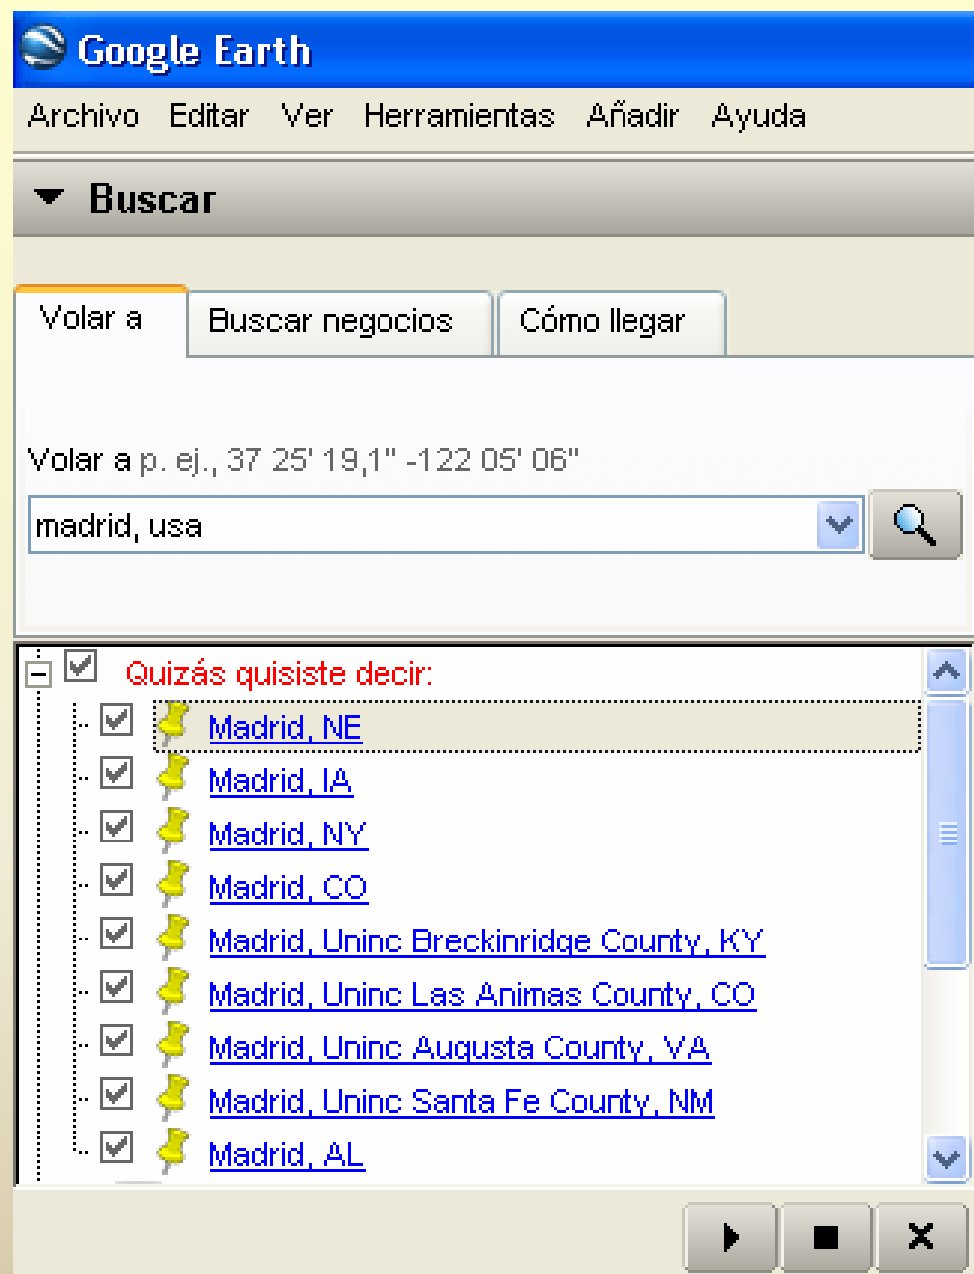 Google Earth
Archivo Editar Ver Herramientas Añadir Ayuda
Buscar
Volar a Buscar negocios Cómo llegar
Volar a p. ej., 37 25' 19,1" -122 05' 06"
madrid, usa
Quizás quisiste decir:
Madrid, NE
Madrid, IA
Madrid, NY
Madrid, CO
Madrid, Uninc Breckinridge County, KY
Madrid, Uninc Las Animas County, CO
Madrid, Uninc Augusta County, VA
Madrid, Uninc Santa Fe County, NM
Madrid, AL